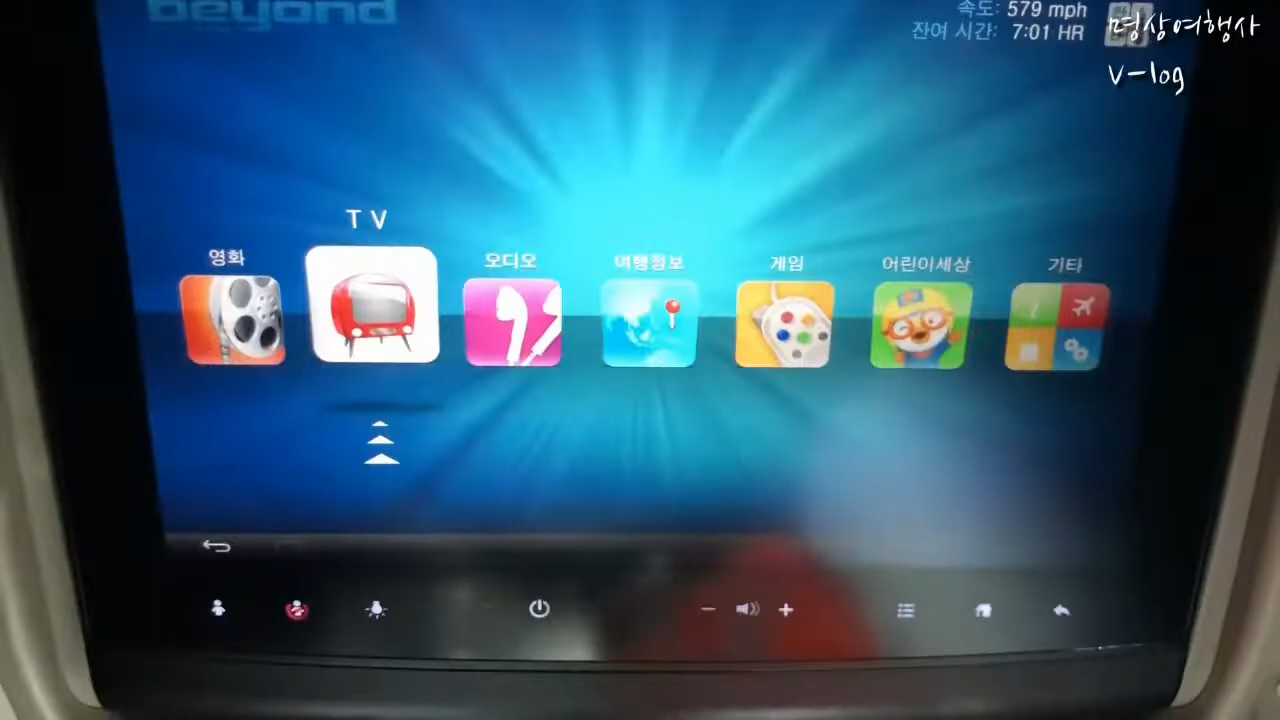 beyond
속도: 579 mph
잔여 시간: 7:01 HR
명상여행사
V-log
TV
영화
오디오
여행정보
게임
어린이세상
기타